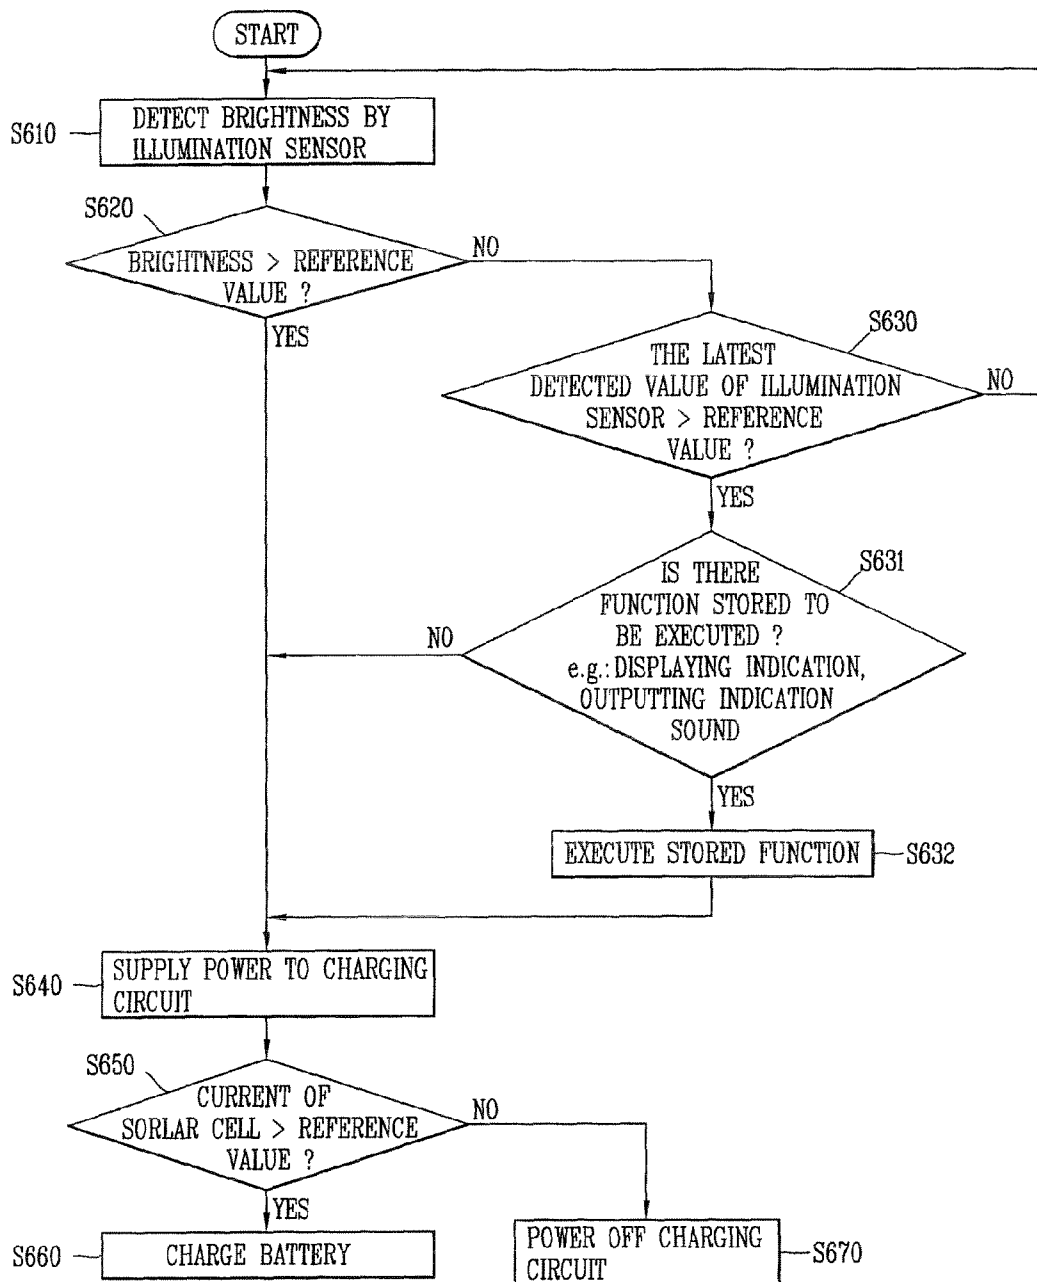 START
S610
DETECT BRIGHTNESS BY
ILLUMINATION SENSOR
S620
BRIGHTNESS > REFERENCE
VALUE ?
NO
YES
S630
THE LATEST
DETECTED VALUE OF ILLUMINATION
SENSOR > REFERENCE
VALUE ?
NO
YES
S631
IS THERE
FUNCTION STORED TO
BE EXECUTED ?
e.g.:DISPLAYING INDICATION,
OUTPUTTING INDICATION
SOUND
NO
YES
EXECUTE STORED FUNCTION
S632
S640
SUPPLY POWER TO CHARGING
CIRCUIT
S650
CURRENT OF
SORLAR CELL > REFERENCE
VALUE ?
NO
YES
S660
CHARGE BATTERY
POWER OFF CHARGING
CIRCUIT
S670